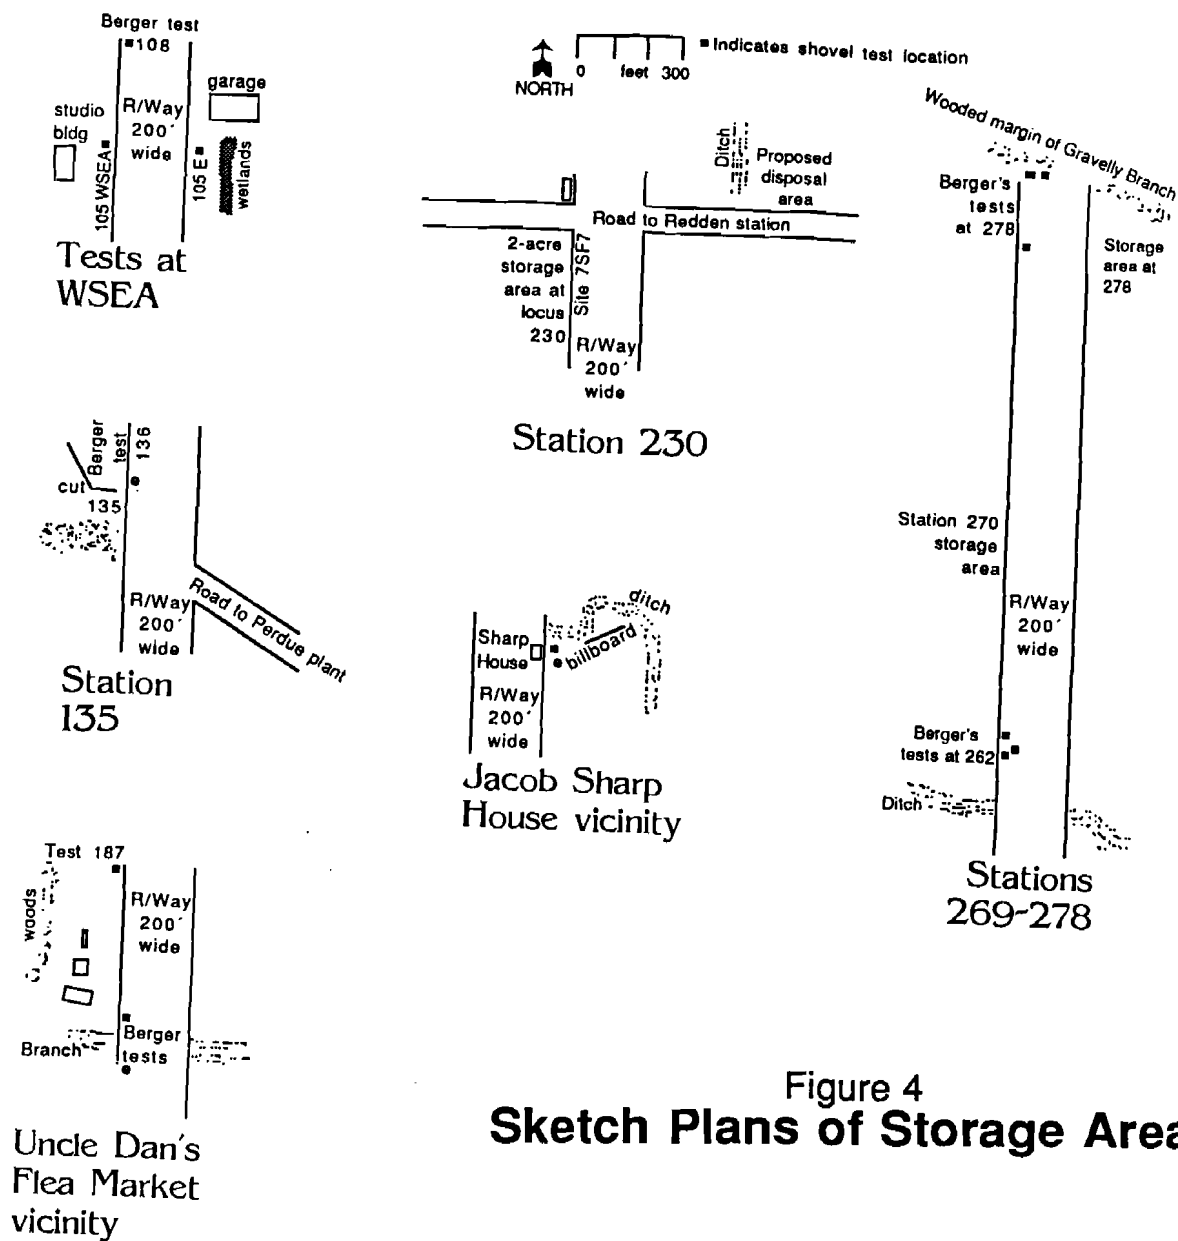 Berger test
108
garage
studio
bldg
R/Way
200'
wide
105 WSEA
105 E
wetlands
Tests at
WSEA
NORTH
0 feet 300
Indicates shovel test location
Ditch
Proposed
disposal
area
Road to Redden station
2-acre
storage
area at
locus
230
Site 7SF7
R/Way
200'
wide
Station 230
Wooded margin of Gravelly Branch
Berger's
tests
at 278
Storage
area at
278
Station 270
storage
area
R/Way
200'
wide
Berger's
tests at 262
Ditch
Stations
269-278
Berger
test
136
cut
135
R/Way
200'
wide
Road to Perdue plant
Station
135
ditch
billboard
Sharp
House
R/Way
200'
wide
Jacob Sharp
House vicinity
Test 187
woods
R/Way
200'
wide
Branch
Berger
tests
Uncle Dan's
Flea Market
vicinity
Figure 4
Sketch Plans of Storage Area